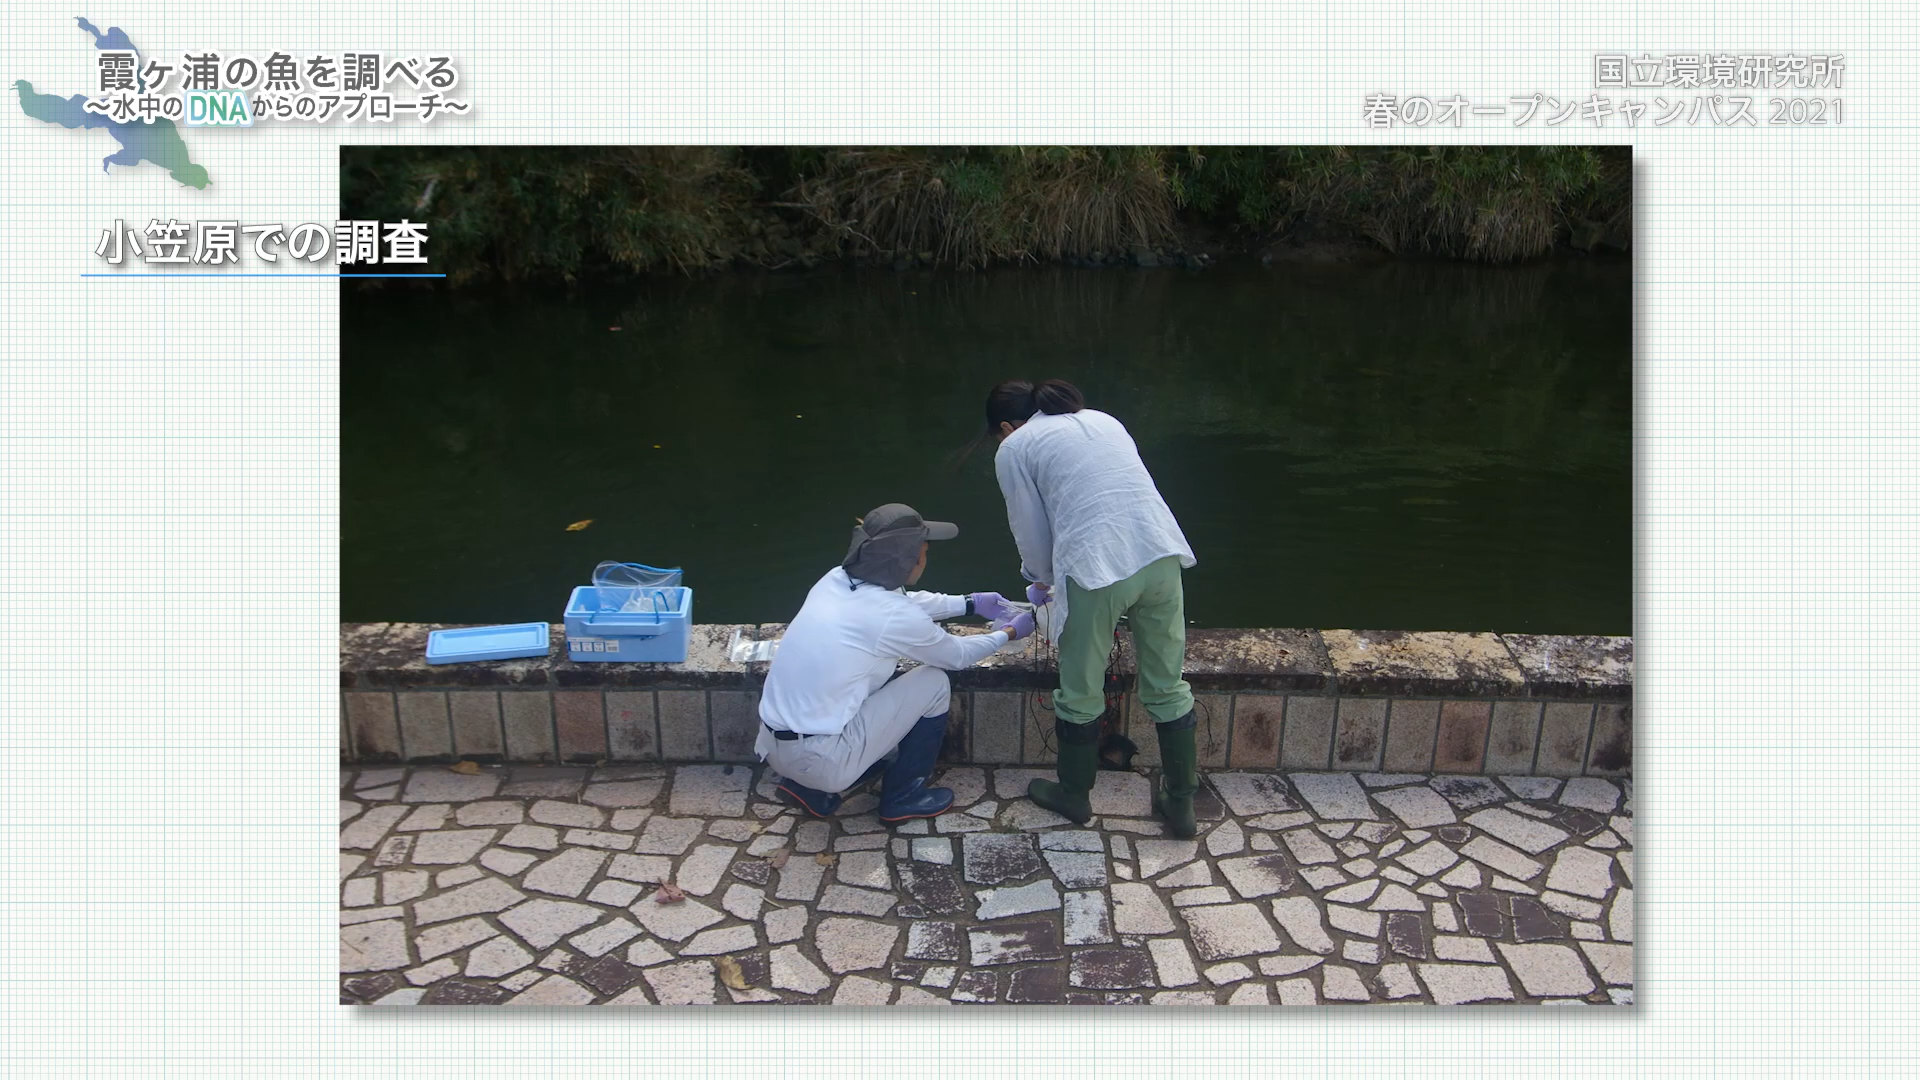 霞ヶ浦の魚を調べる
～水中のDNAからのアプローチ～
国立環境研究所
春のオープンキャンパス 2021
小笠原での調査